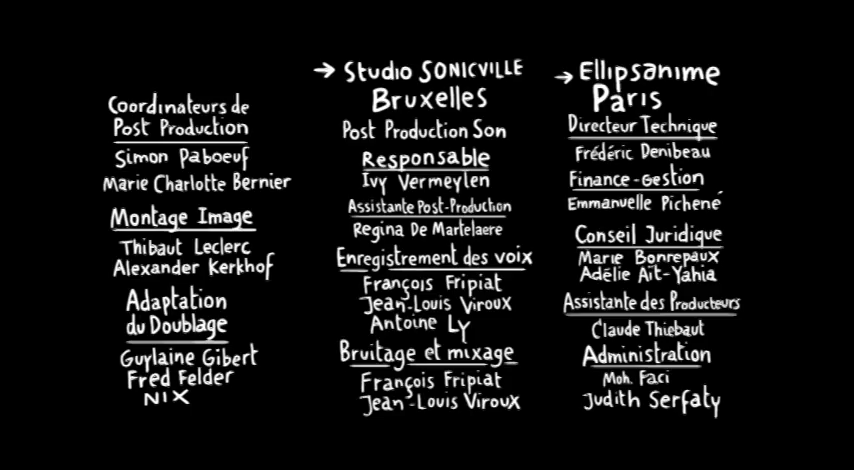 Coordinateurs de
Post Production
Simon Paboeuf
Marie Charlotte Bernier
Montage Image
Thibaut Leclerc
Alexander Kerkhof
Adaptation
du Doublage
Guylaine Gibert
Fred Felder
NIX
→ Studio SONICVILLE
Bruxelles
Post Production Son
Responsable
Ivy Vermeylen
Assistante Post-Production
Regina De Martelaere
Enregistrement des voix
François Fripiat
Jean-Louis Viroux
Antoine Ly
Bruitage et mixage
François Fripiat
Jean-Louis Viroux
→ Ellipsanime
Paris
Directeur Technique
Frédéric Denibeau
Finance-Gestion
Emmanuelle Pichené
Conseil Juridique
Marie Bonrepaux
Adélie Aït-Yahia
Assistante des Producteurs
Claude Thiebaut
Administration
Moh. Faci
Judith Serfaty